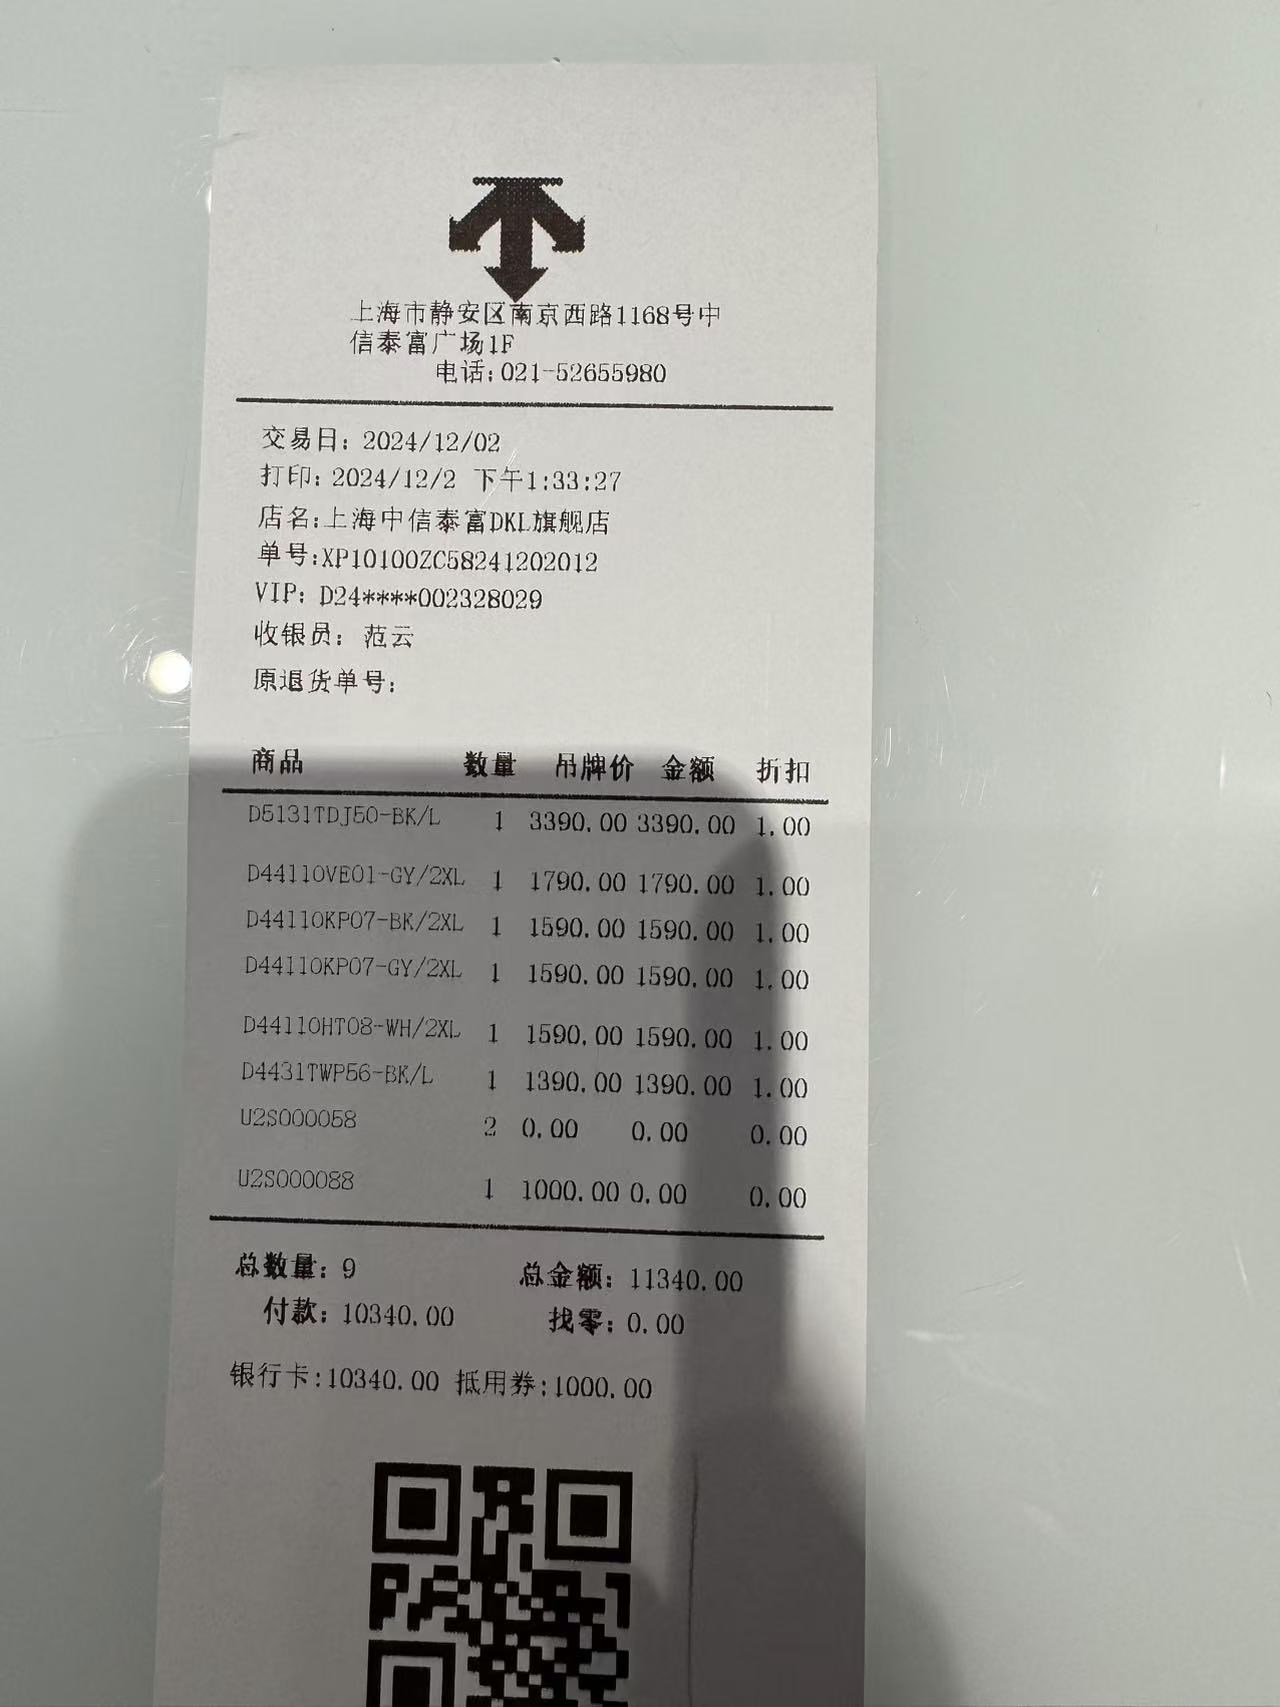 上海市静安区南京西路1168号中
信泰富广场1F
电话:021-52655980
交易日: 2024/12/02
打印: 2024/12/2 下午1:33:27
店名:上海中信泰富DKL旗舰店
单号:XP10100ZC58241202012
VIP: D24****002328029
收银员: 范云
原退货单号:
商品 数量 吊牌价 金额 折扣
D5131TDJ50-BK/L 1 3390.00 3390.00 1.00
D44110VE01-GY/2XL 1 1790.00 1790.00 1.00
D44110KP07-BK/2XL 1 1590.00 1590.00 1.00
D44110KP07-GY/2XL 1 1590.00 1590.00 1.00
D44110HT08-WH/2XL 1 1590.00 1590.00 1.00
D4431TWP56-BK/L 1 1390.00 1390.00 1.00
U2S000058 2 0.00 0.00 0.00
U2S000088 1 1000.00 0.00 0.00
总数量: 9 总金额: 11340.00
付款: 10340.00 找零: 0.00
银行卡:10340.00 抵用券:1000.00